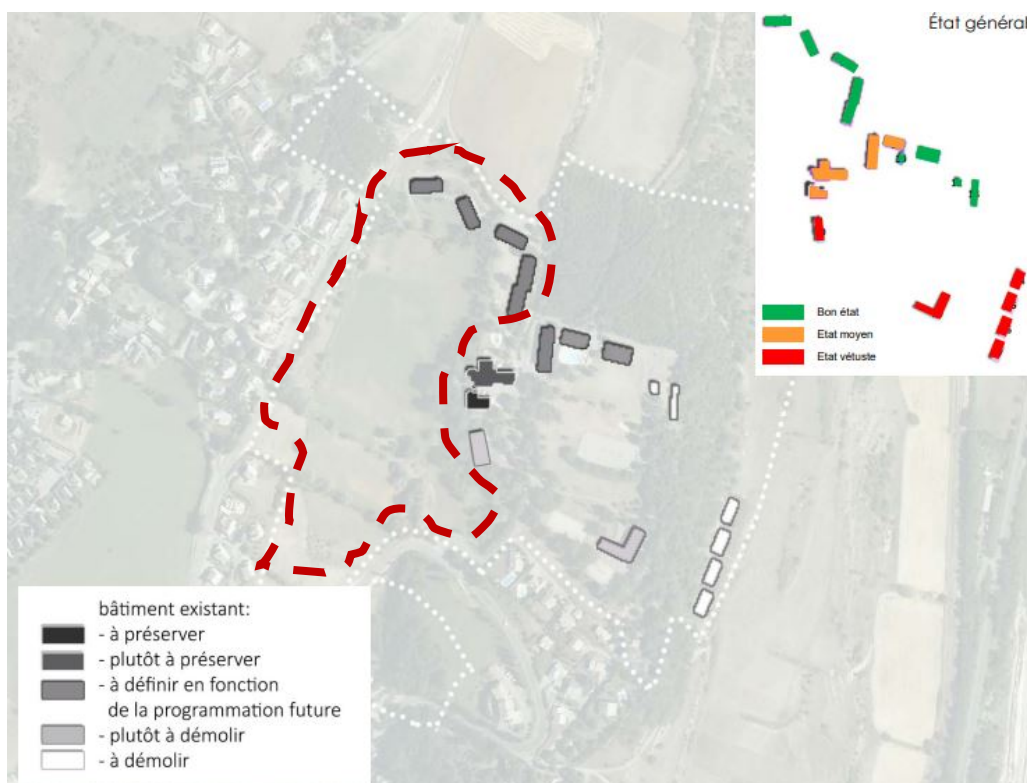 État général
Bon état
Etat moyen
Etat vétuste
bâtiment existant:
- à préserver
- plutôt à préserver
- à définir en fonction
de la programmation future
- plutôt à démolir
- à démolir